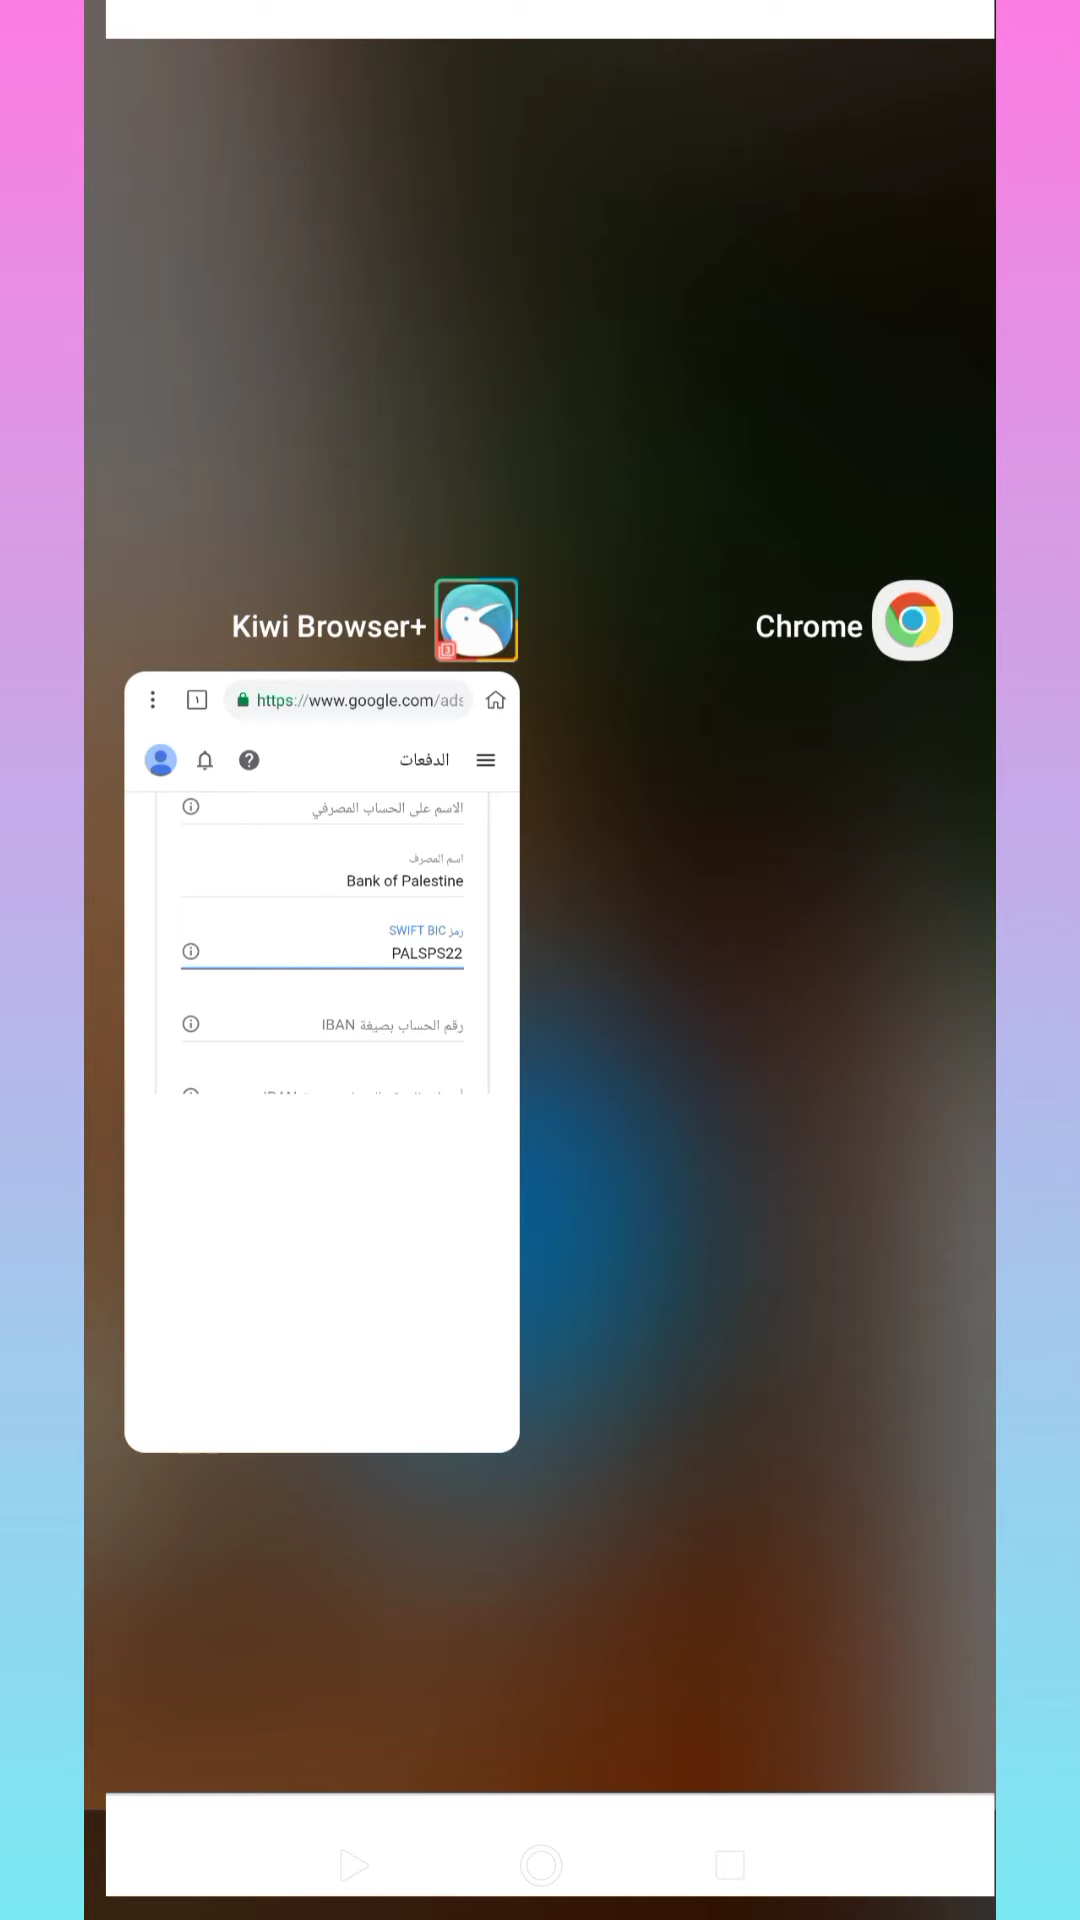 Kiwi Browser+
Chrome
https://www.google.com/ads
الدفعات
الاسم على الحساب المصرفي
اسم المصرف
Bank of Palestine
رمز SWIFT BIC
PALSPS22
رقم الحساب بصيغة IBAN